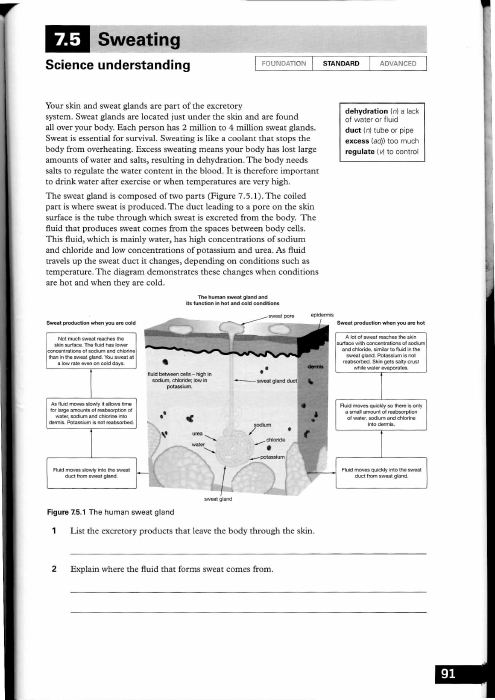 7.5 Sweating
Science understanding
FOUNDATION STANDARD ADVANCED
Your skin and sweat glands are part of the excretory
system. Sweat glands are located just under the skin and are found
all over your body. Each person has 2 million to 4 million sweat glands.
Sweat is essential for survival. Sweating is like a coolant that stops the
body from overheating. Excess sweating means your body has lost large
amounts of water and salts, resulting in dehydration. The body needs
salts to regulate the water content in the blood. It is therefore important
to drink water after exercise or when temperatures are very high.
dehydration (n) a lack
of water or fluid
duct (n) tube or pipe
excess (adj) too much
regulate (v) to control
The sweat gland is composed of two parts (Figure 7.5.1). The coiled
part is where sweat is produced. The duct leading to a pore on the skin
surface is the tube through which sweat is excreted from the body. The
fluid that produces sweat comes from the spaces between body cells.
This fluid, which is mainly water, has high concentrations of sodium
and chloride and low concentrations of potassium and urea. As fluid
travels up the sweat duct it changes, depending on conditions such as
temperature. The diagram demonstrates these changes when conditions
are hot and when they are cold.
The human sweat gland and
its function in hot and cold conditions
Sweat production when you are cold
Not much sweat reaches the
skin surface. The fluid has lower
concentrations of sodium and chlorine
than in the sweat gland. You sweat at
a low rate even on cold days.
As fluid moves slowly it allows time
for large amounts of reabsorption of
water, sodium and chlorine into
dermis. Potassium is not reabsorbed.
Fluid moves slowly into the sweat
duct from sweat gland.
sweat pore
epidermis
dermis
fluid between cells – high in
sodium, chloride; low in
potassium.
sweat gland duct
sodium
urea
chloride
water
potassium
sweat gland
Sweat production when you are hot
A lot of sweat reaches the skin
surface with concentrations of sodium
and chloride, similar to fluid in the
sweat gland. Potassium is not
reabsorbed. Skin gets salty crust
while water evaporates.
Fluid moves quickly so there is only
a small amount of reabsorption
of water, sodium and chlorine
into dermis.
Fluid moves quickly into the sweat
duct from sweat gland.
Figure 7.5.1 The human sweat gland
1 List the excretory products that leave the body through the skin.
2 Explain where the fluid that forms sweat comes from.
91